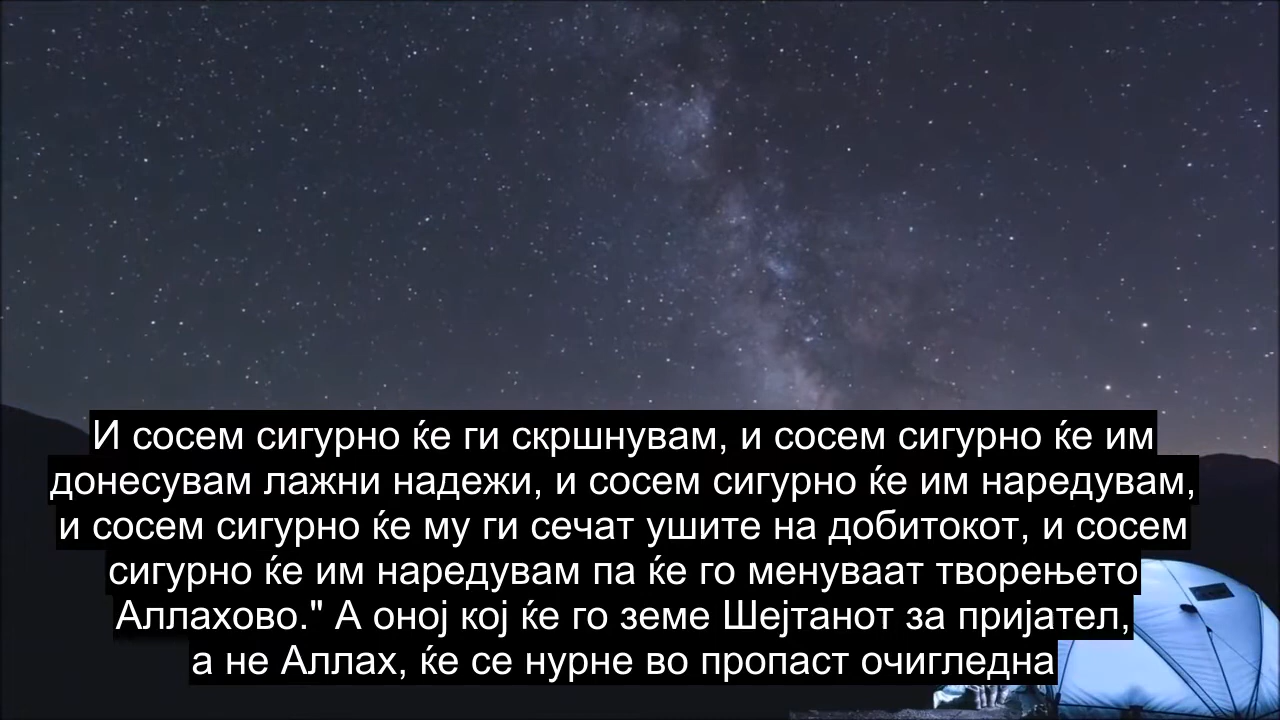 И сосем сигурно ќе ги скршнувам, и сосем сигурно ќе им
донесувам лажни надежи, и сосем сигурно ќе им наредувам,
и сосем сигурно ќе му ги сечат ушите на добитокот, и сосем
сигурно ќе им наредувам па ќе го менуваат творењето
Аллахово." А оној кој ќе го земе Шејтанот за пријател,
а не Аллах, ќе се нурне во пропаст очигледна